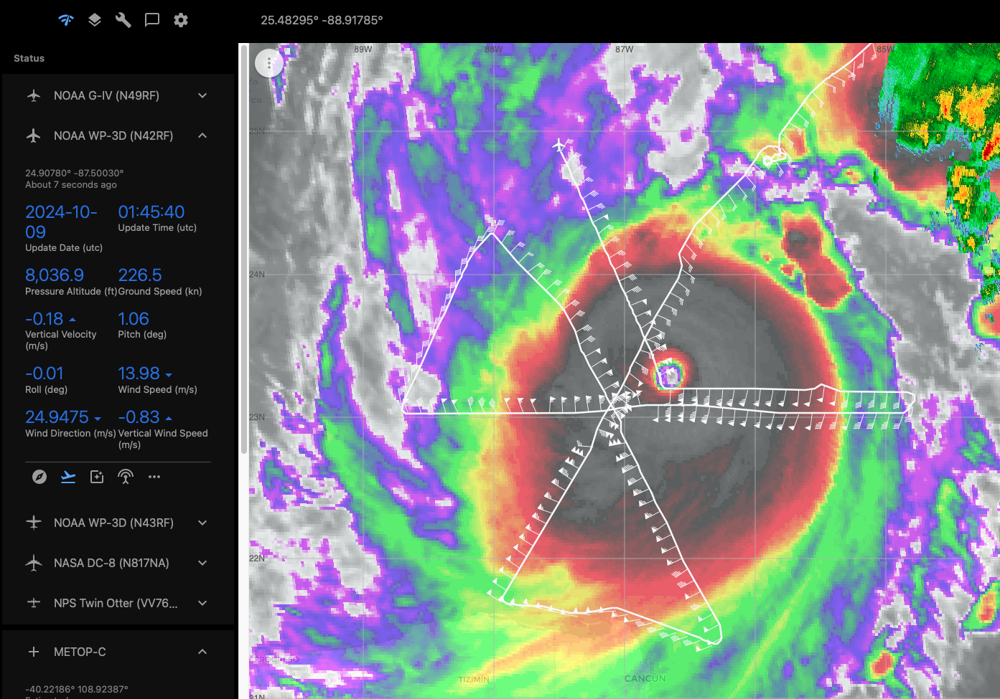 25.48295° -88.91785°
Status
NOAA G-IV (N49RF)
NOAA WP-3D (N42RF)
24.90780° -87.50030°
About 7 seconds ago
2024-10-09
Update Date (utc)
01:45:40
Update Time (utc)
8,036.9
Pressure Altitude (ft)
226.5
Ground Speed (kn)
-0.18
Vertical Velocity (m/s)
1.06
Pitch (deg)
-0.01
Roll (deg)
13.98
Wind Speed (m/s)
24.9475
Wind Direction (m/s)
-0.83
Vertical Wind Speed (m/s)
NOAA WP-3D (N43RF)
NASA DC-8 (N817NA)
NPS Twin Otter (VV76...
METOP-C
-40.22186° 108.92387°
89W
88W
87W
86W
85W
25N
24N
23N
22N
21N
PROGRESO
TIZIMÍN
CANCÚN